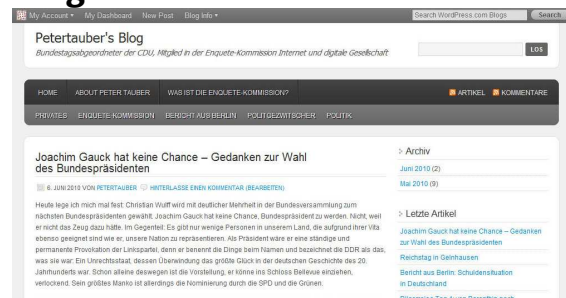 My Account My Dashboard New Post Blog Info Search WordPress.com Blogs Search
Petertauber's Blog
Bundestagsabgeordneter der CDU, Mitglied in der Enquete-Kommission Internet und digitale Gesellschaft
LOS
HOME ABOUT PETER TAUBER WAS IST DIE ENQUETE-KOMMISSION? ARTIKEL KOMMENTARE
PRIVATES ENQUETE-KOMMISSION BERICHT AUS BERLIN POLITGEZWITSCHER POLITIK
Joachim Gauck hat keine Chance – Gedanken zur Wahl
des Bundespräsidenten
6. JUNI 2010 VON PETERTAUBER HINTERLASSE EINEN KOMMENTAR (BEARBEITEN)
Heute lege ich mich mal fest: Christian Wulff wird mit deutlicher Mehrheit in der Bundesversammlung zum
nächsten Bundespräsidenten gewählt. Joachim Gauck hat keine Chance, Bundespräsident zu werden. Nicht, weil
er nicht das Zeug dazu hätte. Im Gegenteil: Es gibt nur wenige Personen in unserem Land, die aufgrund ihrer Vita
ebenso geeignet sind wie er, unsere Nation zu repräsentieren. Als Präsident wäre er eine ständige und
permanente Provokation der Linkspartei, denn er benennt die Dinge beim Namen und bezeichnet die DDR als das,
was sie war: Ein Unrechtsstaat, dessen Überwindung das größte Glück in der deutschen Geschichte des 20.
Jahrhunderts war. Schon alleine deswegen ist die Vorstellung, er könne ins Schloss Bellevue einziehen,
verlockend. Sein größtes Manko ist allerdings die Nominierung durch die SPD und die Grünen.
Archiv
Juni 2010 (2)
Mai 2010 (9)
Letzte Artikel
Joachim Gauck hat keine Chance – Gedanken
zur Wahl des Bundespräsidenten
Reichstag in Gelnhausen
Bericht aus Berlin: Schuldensituation
in Deutschland